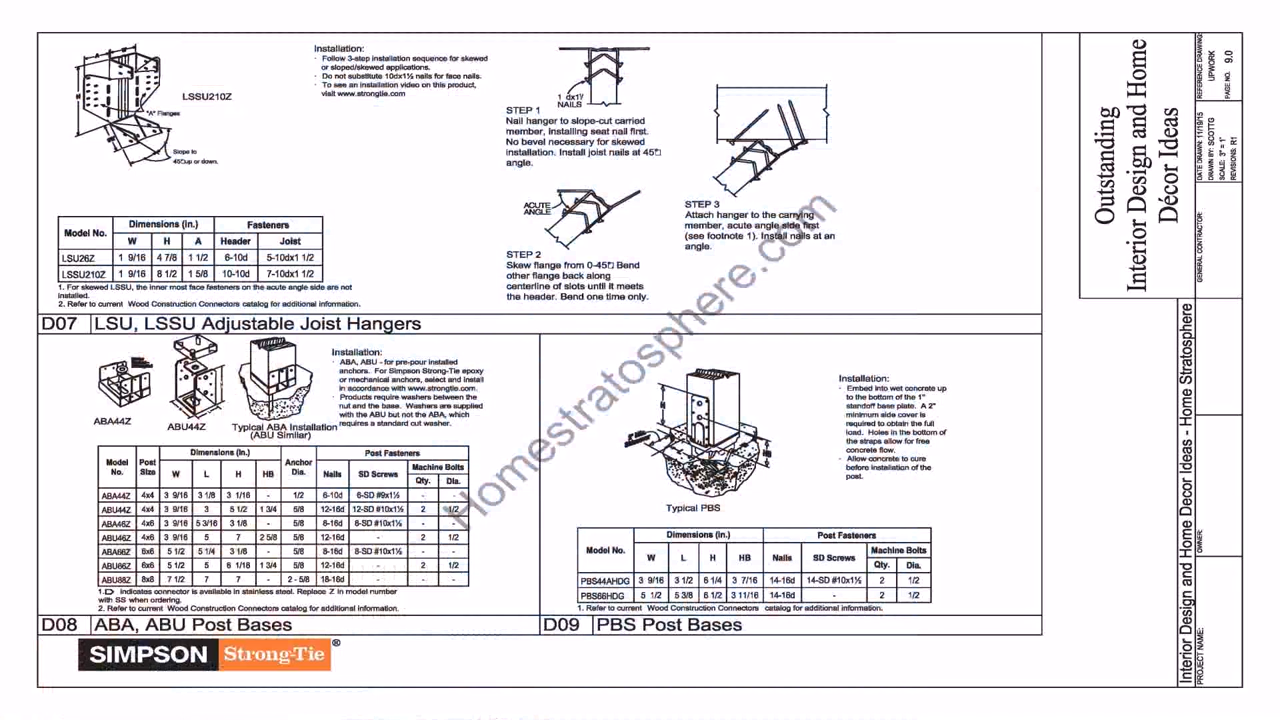 LSSU210Z
"A" Flanges
Slope to
45° up or down.
W
H
Installation:
· Follow 3-step installation sequence for skewed
or sloped/skewed applications.
· Do not substitute 10dx1½ nails for face nails.
· To see an installation video on this product,
visit www.strongtie.com
NAILS
STEP 1
Nail hanger to slope-cut carried
member, installing seat nail first.
No bevel necessary for skewed
installation. Install joist nails at 45
angle.
ACUTE
ANGLE
STEP 2
Skew flange from 0-45 Bend
other flange back along
centerline of slots until it meets
the header. Bend one time only.
STEP 3
Attach hanger to the carrying
member, acute angle side first
(see footnote 1). Install nails at an
angle.
Model No. Dimensions (in.) Fasteners
W H A Header Joist
LSU26Z 1 9/16 4 7/8 1 1/2 6-10d 5-10dx1 1/2
LSSU210Z 1 9/16 8 1/2 1 5/8 10-10d 7-10dx1 1/2
1. For skewed LSSU, the inner most face fasteners on the acute angle side are not
installed.
2. Refer to current Wood Construction Connectors catalog for additional information.
D07 LSU, LSSU Adjustable Joist Hangers
ABA44Z
ABU44Z
Typical ABA Installation
(ABU Similar)
Installation:
· ABA, ABU - for pre-pour installed
anchors. For Simpson Strong-Tie epoxy
or mechanical anchors, select and install
in accordance with www.strongtie.com.
· Products require washers between the
nut and the base. Washers are supplied
with the ABU but not the ABA, which
requires a standard cut washer.
Model No. Post Size Dimensions (in.) Anchor Dia. Post Fasteners
W L H HB Nails SD Screws Machine Bolts
Qty. Dia.
ABA44Z 4x4 3 9/16 3 1/8 3 1/16 - 1/2 6-10d 6-SD #9x1½ - -
ABU44Z 4x4 3 9/16 3 5 1/2 1 3/4 5/8 12-16d 12-SD #10x1½ 2 1/2
ABA46Z 4x6 3 9/16 5 3/16 3 1/8 - 5/8 8-16d 8-SD #10x1½ - -
ABU46Z 4x6 3 9/16 5 7 2 5/8 5/8 12-16d - 2 1/2
ABA66Z 6x6 5 1/2 5 1/4 3 1/8 - 5/8 8-16d 8-SD #10x1½ - -
ABU66Z 6x6 5 1/2 5 6 1/16 1 3/4 5/8 12-16d - 2 1/2
ABU88Z 8x8 7 1/2 7 7 2 - 5/8 18-16d - - -
1. Indicates connector is available in stainless steel. Replace Z in model number
with SS when ordering.
2. Refer to current Wood Construction Connectors catalog for additional information.
D08 ABA, ABU Post Bases
Typical PBS
H
HB
Installation:
· Embed into wet concrete up
to the bottom of the 1"
standoff base plate. A 2"
minimum side cover is
required to obtain the full
load. Holes in the bottom of
the straps allow for free
concrete flow.
· Allow concrete to cure
before installation of the
post.
Model No. Dimensions (in.) Post Fasteners
W L H HB Nails SD Screws Machine Bolts
Qty. Dia.
PBS44AHDG 3 9/16 3 1/2 6 1/4 3 7/16 14-16d 14-SD #10x1½ 2 1/2
PBS66HDG 5 1/2 5 3/8 6 1/2 3 11/16 14-16d - 2 1/2
1. Refer to current Wood Construction Connectors catalog for additional information.
D09 PBS Post Bases
SIMPSON Strong-Tie ®
Homestratosphere.com
Outstanding
Interior Design and Home
Décor Ideas
REFERENCE DRAWING:
UPWORK
PAGE NO. 9.0
DATE DRAWN: 11/19/15
DRAWN BY: SCOTTG
SCALE: 3" = 1"
REVISIONS: R1
GENERAL CONTRACTOR:
OWNER:
Interior Design and Home Decor Ideas - Home Stratosphere
PROJECT NAME: